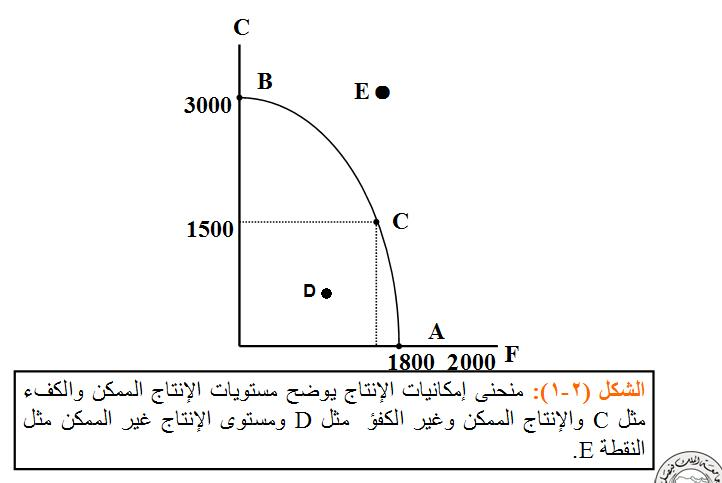 C
B
E
3000
1500
C
D
A
1800 2000 F
الشكل (٢-١): منحنى إمكانيات الإنتاج يوضح مستويات الإنتاج الممكن والكفء
مثل C والإنتاج الممكن وغير الكفؤ مثل D ومستوى الإنتاج غير الممكن مثل
النقطة E.